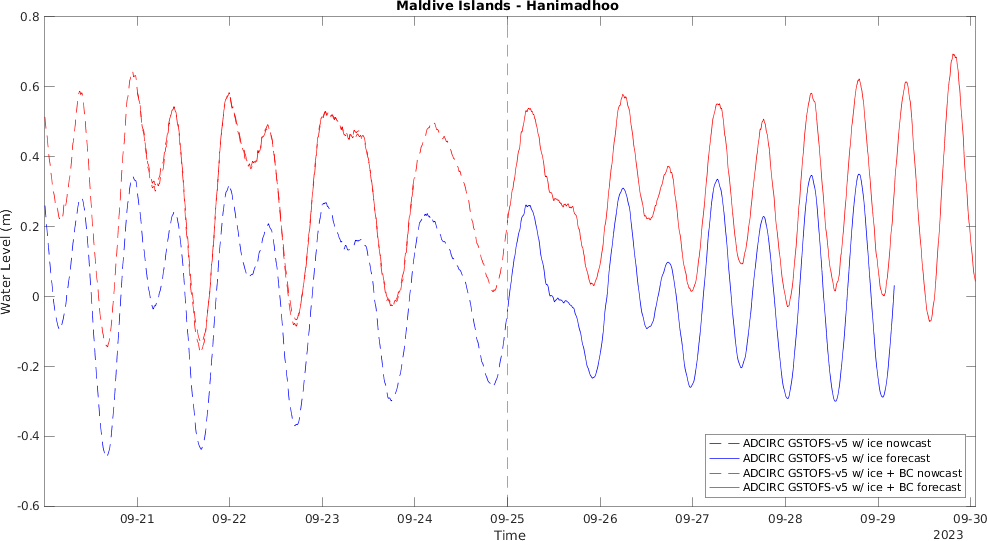 Maldive Islands - Hanimadhoo
0.8
0.6
0.4
0.2
0
-0.2
-0.4
-0.6
Water Level (m)
ADCIRC GSTOFS-v5 w/ ice nowcast
ADCIRC GSTOFS-v5 w/ ice forecast
ADCIRC GSTOFS-v5 w/ ice + BC nowcast
ADCIRC GSTOFS-v5 w/ ice + BC forecast
09-21 09-22 09-23 09-24 09-25 09-26 09-27 09-28 09-29 09-30
Time
2023